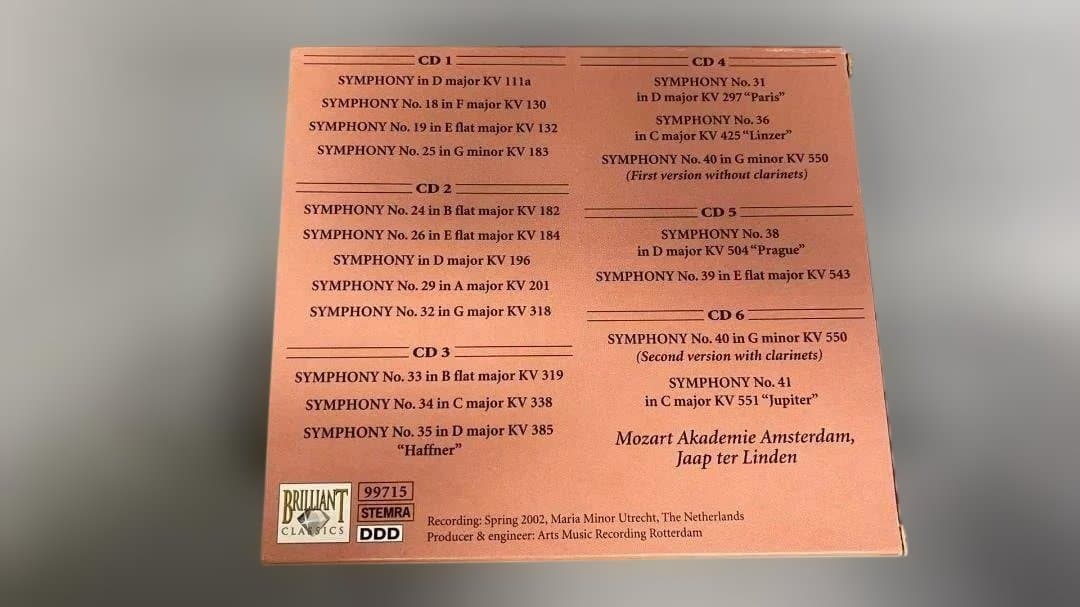 CD 1
SYMPHONY in D major KV 111a
SYMPHONY No. 18 in F major KV 130
SYMPHONY No. 19 in E flat major KV 132
SYMPHONY No. 25 in G minor KV 183
CD 2
SYMPHONY No. 24 in B flat major KV 182
SYMPHONY No. 26 in E flat major KV 184
SYMPHONY in D major KV 196
SYMPHONY No. 29 in A major KV 201
SYMPHONY No. 32 in G major KV 318
CD 3
SYMPHONY No. 33 in B flat major KV 319
SYMPHONY No. 34 in C major KV 338
SYMPHONY No. 35 in D major KV 385
“Haffner”
CD 4
SYMPHONY No. 31
in D major KV 297 “Paris”
SYMPHONY No. 36
in C major KV 425 “Linzer”
SYMPHONY No. 40 in G minor KV 550
(First version without clarinets)
CD 5
SYMPHONY No. 38
in D major KV 504 “Prague”
SYMPHONY No. 39 in E flat major KV 543
CD 6
SYMPHONY No. 40 in G minor KV 550
(Second version with clarinets)
SYMPHONY No. 41
in C major KV 551 “Jupiter”
Mozart Akademie Amsterdam,
Jaap ter Linden
BRILLIANT
CLASSICS
99715
STEMRA
DDD
Recording: Spring 2002, Maria Minor Utrecht, The Netherlands
Producer & engineer: Arts Music Recording Rotterdam